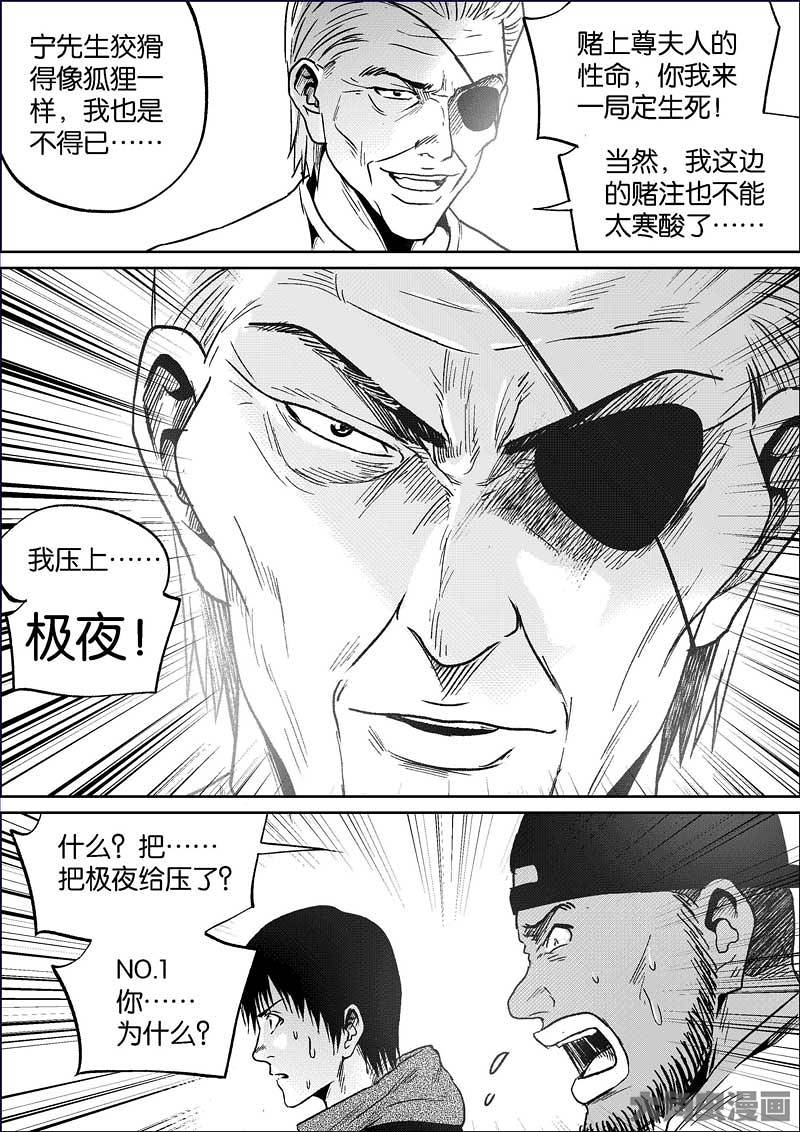 宁先生狡猾
得像狐狸一
样，我也是
不得已……
赌上尊夫人的
性命，你我来
一局定生死！
当然，我这边
的赌注也不能
太寒酸了……
我压上……
极夜！
什么？把……
把极夜给压了？
NO.1
你……
为什么？